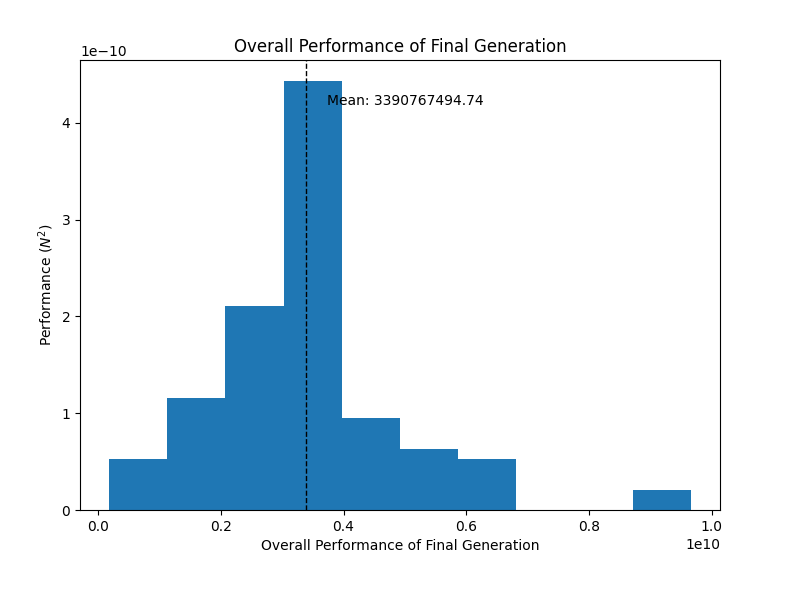 Overall Performance of Final Generation
1e−10
Mean: 3390767494.74
4
3
2
1
0
Performance (N²)
0.0 0.2 0.4 0.6 0.8 1.0
1e10
Overall Performance of Final Generation